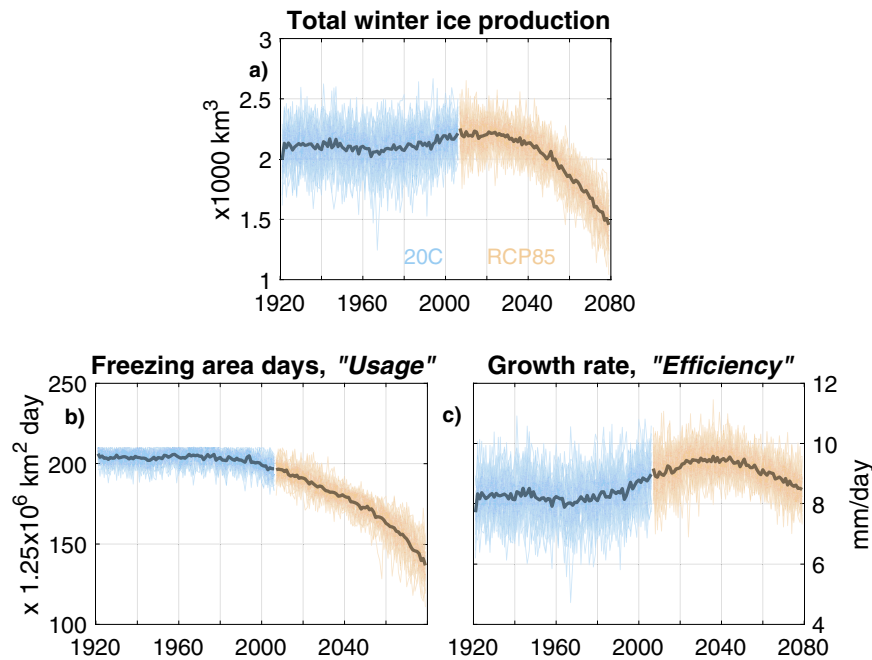 Total winter ice production
a)
x1000 km³
3
2.5
2
1.5
1
20C RCP85
1920 1960 2000 2040 2080
Freezing area days, "Usage"
b)
x 1.25x10⁶ km² day
250
200
150
100
1920 1960 2000 2040
Growth rate, "Efficiency"
c)
12
10
8
6
4
mm/day
1920 1960 2000 2040 2080